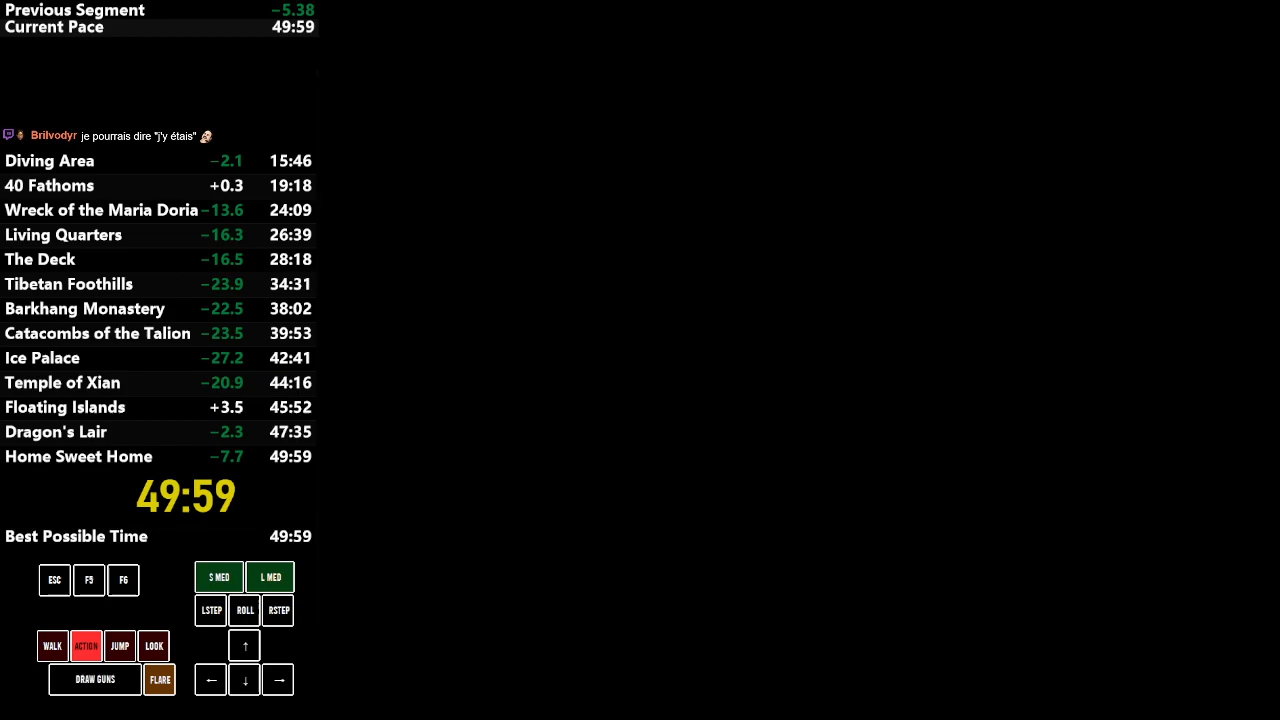 Previous Segment −5.38
Current Pace 49:59
Brilvodyr je pourrais dire "j'y étais"
Diving Area −2.1 15:46
40 Fathoms +0.3 19:18
Wreck of the Maria Doria −13.6 24:09
Living Quarters −16.3 26:39
The Deck −16.5 28:18
Tibetan Foothills −23.9 34:31
Barkhang Monastery −22.5 38:02
Catacombs of the Talion −23.5 39:53
Ice Palace −27.2 42:41
Temple of Xian −20.9 44:16
Floating Islands +3.5 45:52
Dragon's Lair −2.3 47:35
Home Sweet Home −7.7 49:59
49:59
Best Possible Time 49:59
ESC F5 F6 S MED L MED
LSTEP ROLL RSTEP
WALK ACTION JUMP LOOK ↑
DRAW GUNS FLARE ← ↓ →